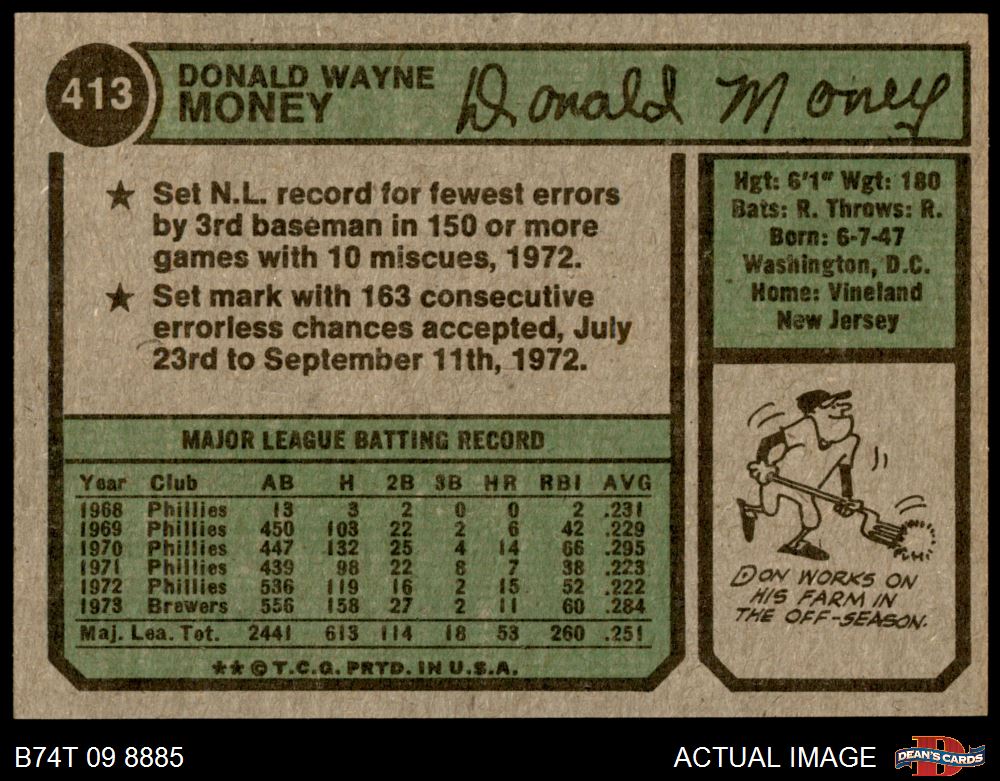 413
DONALD WAYNE
MONEY
Donald Money
★ Set N.L. record for fewest errors
by 3rd baseman in 150 or more
games with 10 miscues, 1972.
★ Set mark with 163 consecutive
errorless chances accepted, July
23rd to September 11th, 1972.
Hgt: 6'1" Wgt: 180
Bats: R. Throws: R.
Born: 6-7-47
Washington, D.C.
Home: Vineland
New Jersey
MAJOR LEAGUE BATTING RECORD
Year Club AB H 2B 3B HR RBI AVG
1968 Phillies 13 3 2 0 0 2 .231
1969 Phillies 450 103 22 2 6 42 .229
1970 Phillies 447 132 25 4 14 66 .295
1971 Phillies 439 98 22 8 7 38 .223
1972 Phillies 536 119 16 2 15 52 .222
1973 Brewers 556 158 27 2 11 60 .284
Maj. Lea. Tot. 2441 613 114 18 53 260 .251
★★©T.C.G. PRTD. IN U.S.A.
DON WORKS ON
HIS FARM IN
THE OFF-SEASON.
B74T 09 8885
ACTUAL IMAGE
D
DEAN'S CARDS